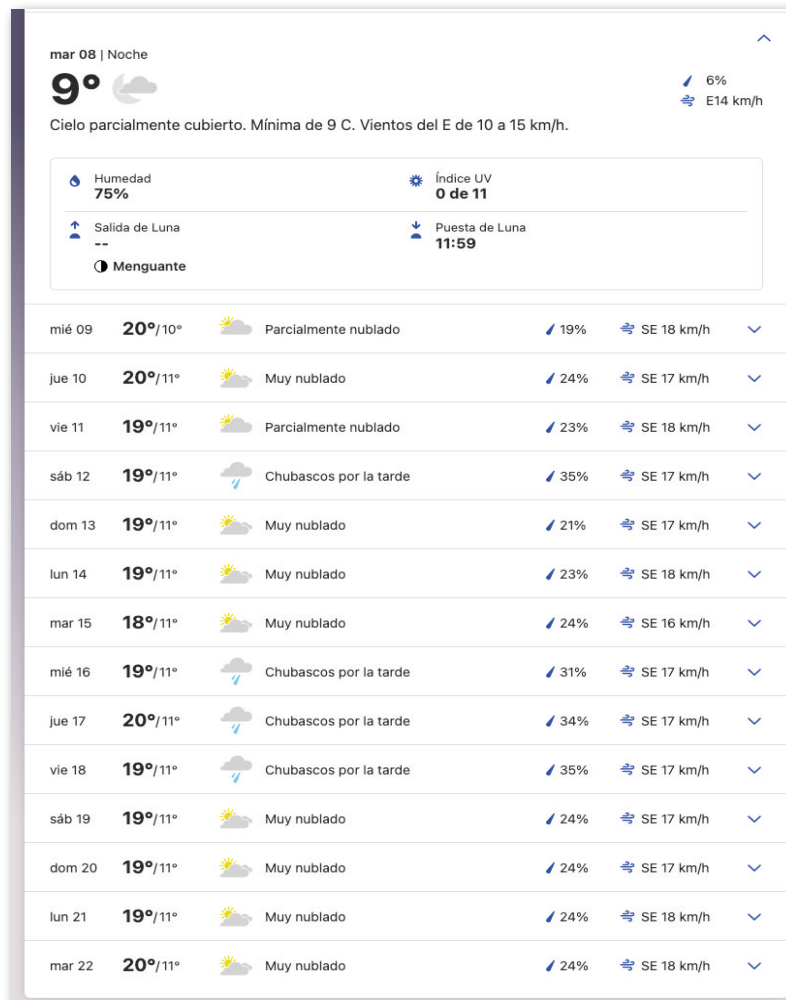 mar 08 | Noche
9°
6%
E14 km/h
Cielo parcialmente cubierto. Mínima de 9 C. Vientos del E de 10 a 15 km/h.
Humedad
75%
Índice UV
0 de 11
Salida de Luna
--
Menguante
Puesta de Luna
11:59
mié 09 20°/10° Parcialmente nublado 19% SE 18 km/h
jue 10 20°/11° Muy nublado 24% SE 17 km/h
vie 11 19°/11° Parcialmente nublado 23% SE 18 km/h
sáb 12 19°/11° Chubascos por la tarde 35% SE 17 km/h
dom 13 19°/11° Muy nublado 21% SE 17 km/h
lun 14 19°/11° Muy nublado 23% SE 18 km/h
mar 15 18°/11° Muy nublado 24% SE 16 km/h
mié 16 19°/11° Chubascos por la tarde 31% SE 17 km/h
jue 17 20°/11° Chubascos por la tarde 34% SE 17 km/h
vie 18 19°/11° Chubascos por la tarde 35% SE 17 km/h
sáb 19 19°/11° Muy nublado 24% SE 17 km/h
dom 20 19°/11° Muy nublado 24% SE 17 km/h
lun 21 19°/11° Muy nublado 24% SE 18 km/h
mar 22 20°/11° Muy nublado 24% SE 18 km/h